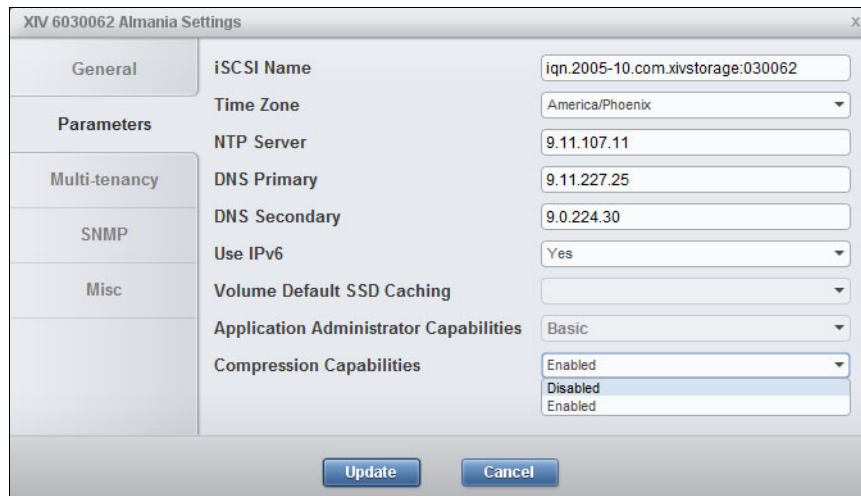 XIV 6030062 Almania Settings x
General
Parameters
Multi-tenancy
SNMP
Misc
iSCSI Name iqn.2005-10.com.xivstorage:030062
Time Zone America/Phoenix
NTP Server 9.11.107.11
DNS Primary 9.11.227.25
DNS Secondary 9.0.224.30
Use IPv6 Yes
Volume Default SSD Caching
Application Administrator Capabilities Basic
Compression Capabilities Enabled
Disabled
Enabled
Update Cancel